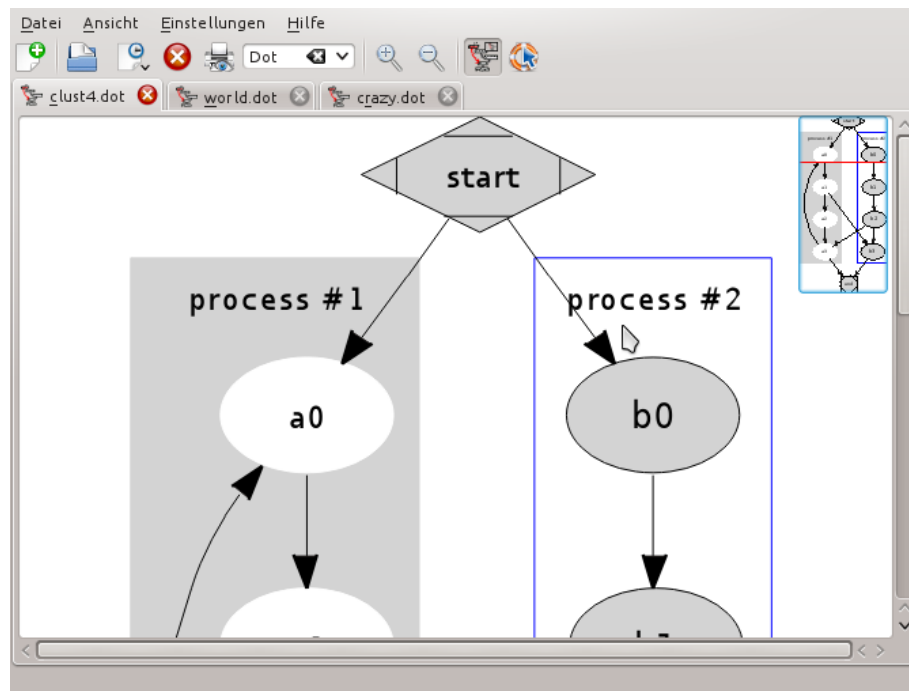 Datei Ansicht Einstellungen Hilfe
Dot
clust4.dot world.dot crazy.dot
start
process #1 process #2
a0 b0